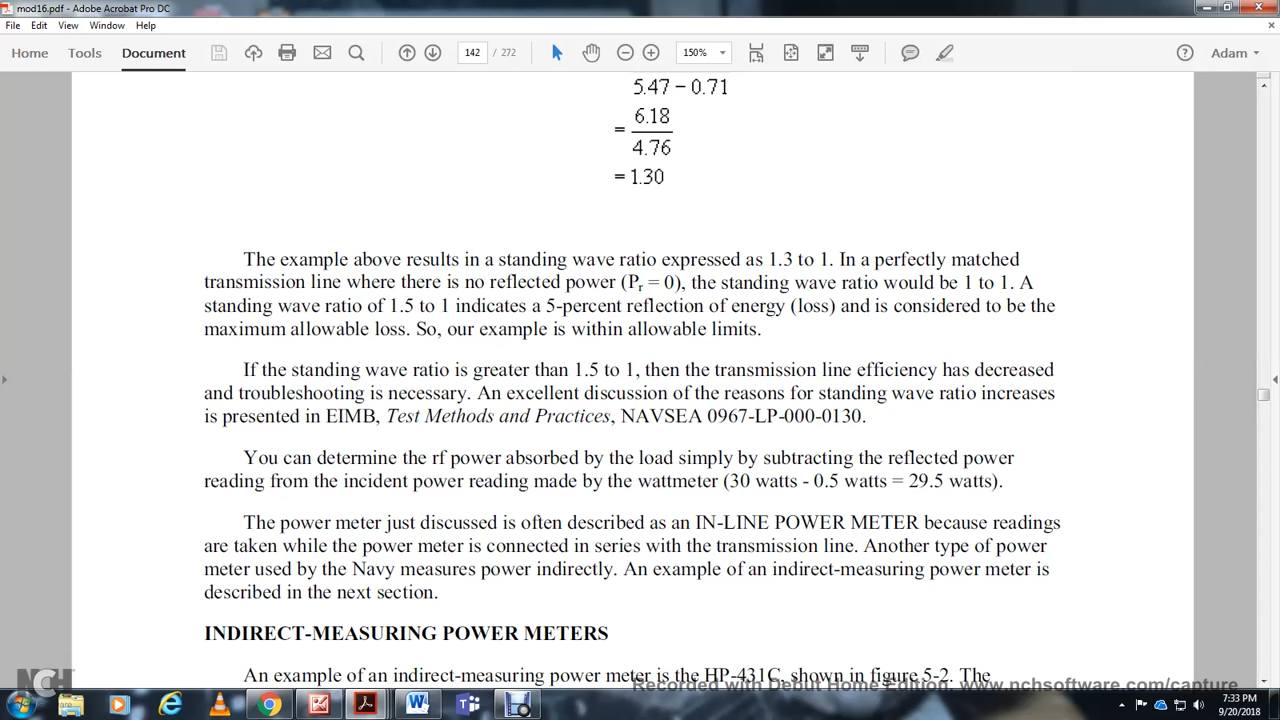 mod16.pdf - Adobe Acrobat Pro DC
File Edit View Window Help
Home Tools Document 142 / 272 150% Adam
5.47 − 0.71
= 6.18
4.76
= 1.30
The example above results in a standing wave ratio expressed as 1.3 to 1. In a perfectly matched
transmission line where there is no reflected power (Pr = 0), the standing wave ratio would be 1 to 1. A
standing wave ratio of 1.5 to 1 indicates a 5-percent reflection of energy (loss) and is considered to be the
maximum allowable loss. So, our example is within allowable limits.
If the standing wave ratio is greater than 1.5 to 1, then the transmission line efficiency has decreased
and troubleshooting is necessary. An excellent discussion of the reasons for standing wave ratio increases
is presented in EIMB, Test Methods and Practices, NAVSEA 0967-LP-000-0130.
You can determine the rf power absorbed by the load simply by subtracting the reflected power
reading from the incident power reading made by the wattmeter (30 watts - 0.5 watts = 29.5 watts).
The power meter just discussed is often described as an IN-LINE POWER METER because readings
are taken while the power meter is connected in series with the transmission line. Another type of power
meter used by the Navy measures power indirectly. An example of an indirect-measuring power meter is
described in the next section.
INDIRECT-MEASURING POWER METERS
An example of an indirect-measuring power meter is the HP-431C, shown in figure 5-2. The
Recorded with Debut Home Edition: www.nchsoftware.com/capture
NCH
7:33 PM
9/20/2018